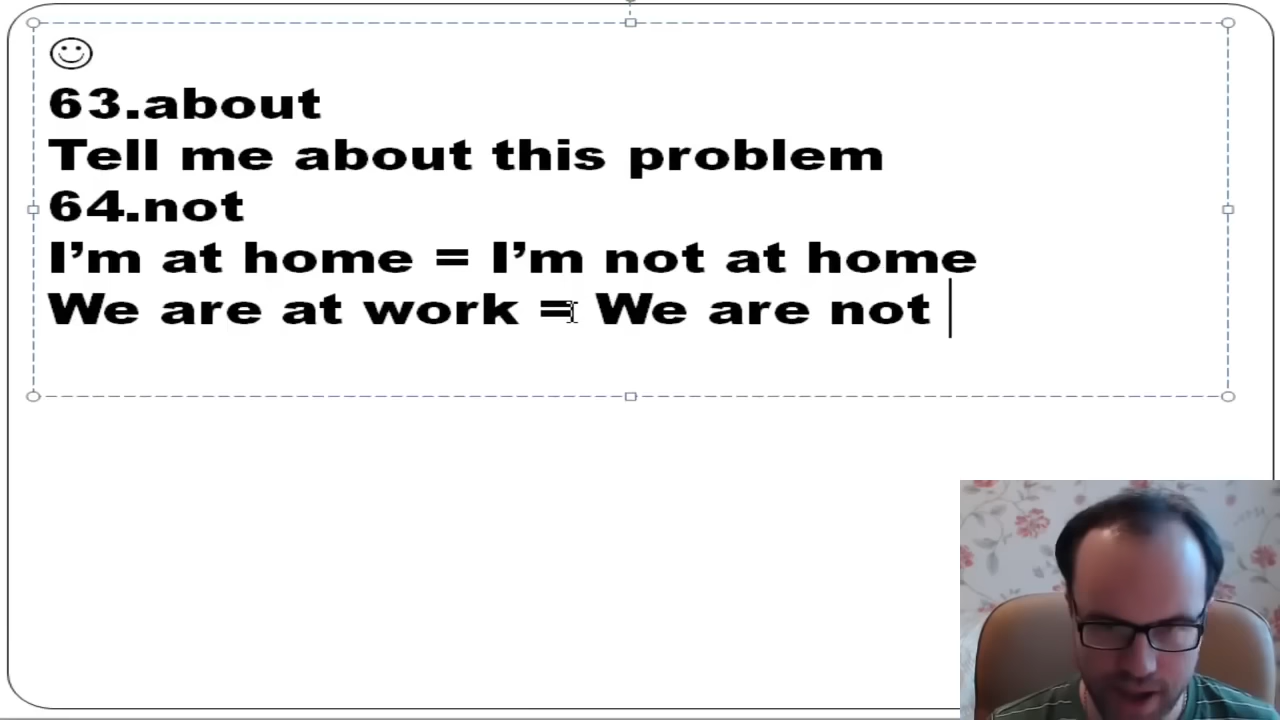 63.about
Tell me about this problem
64.not
I’m at home = I’m not at home
We are at work = We are not